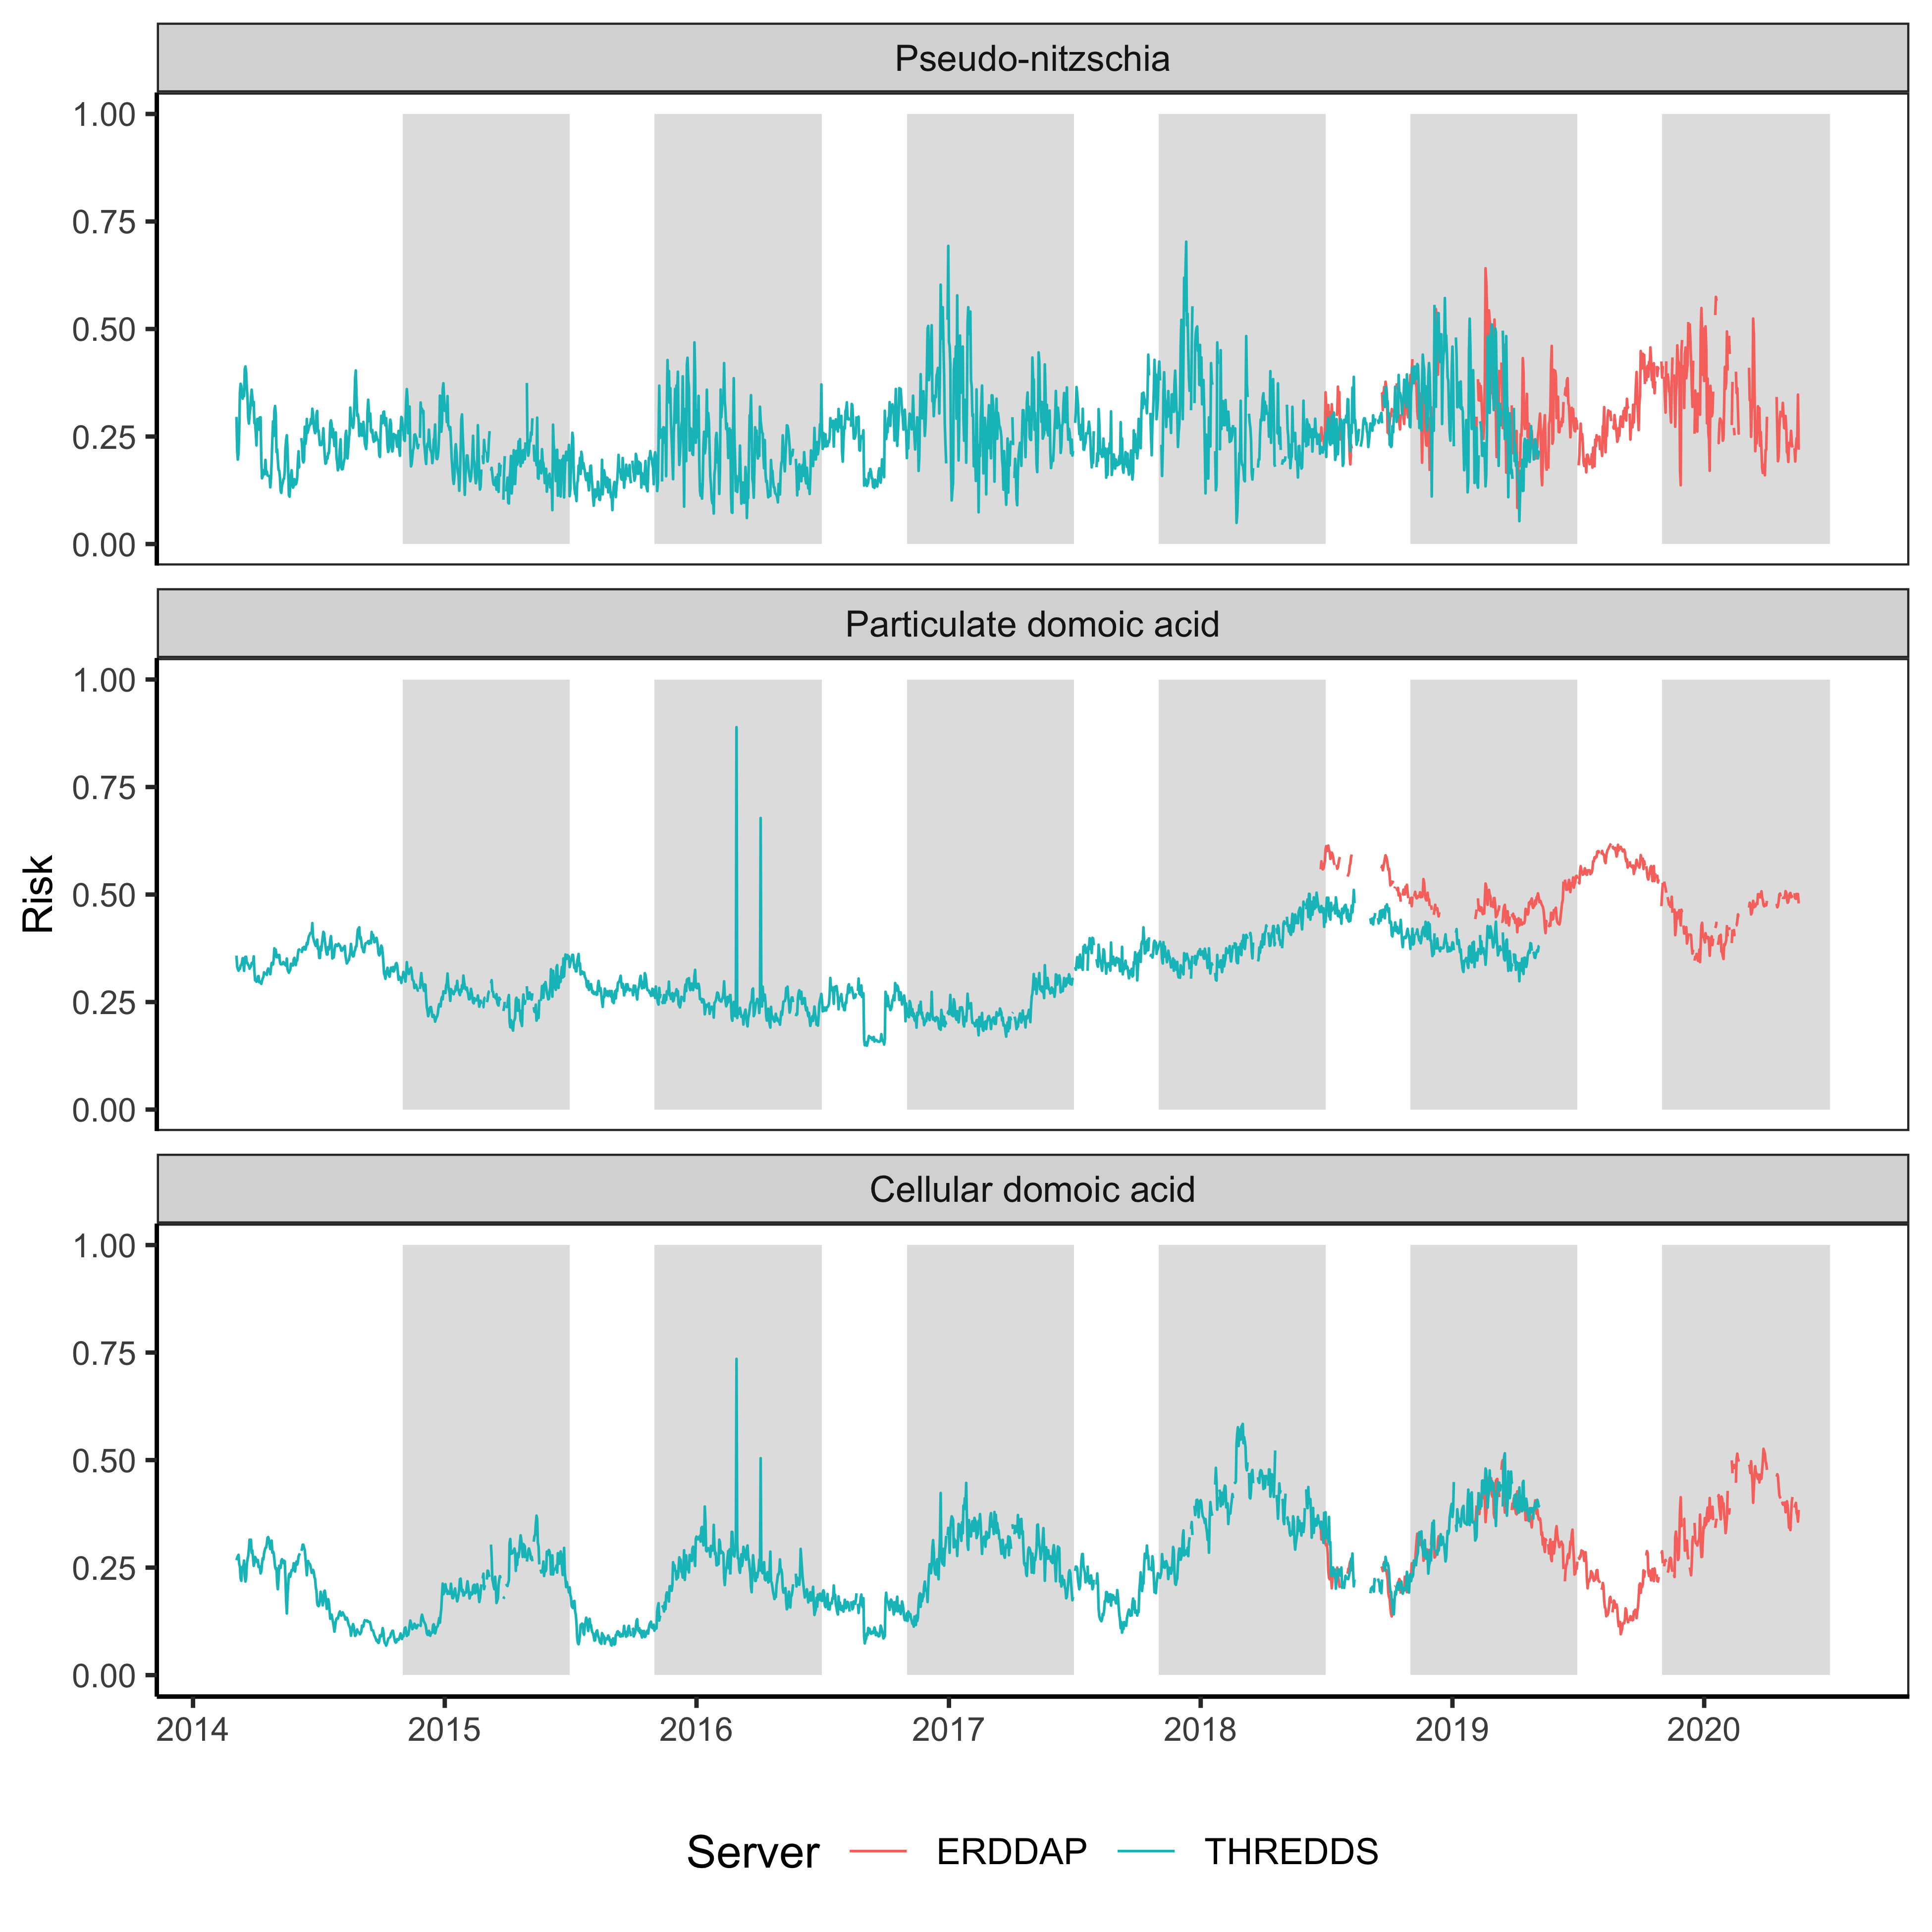 Pseudo-nitzschia
1.00
0.75
0.50
0.25
0.00
Particulate domoic acid
1.00
0.75
0.50
0.25
0.00
Risk
Cellular domoic acid
1.00
0.75
0.50
0.25
0.00
2014 2015 2016 2017 2018 2019 2020
Server ERDDAP THREDDS